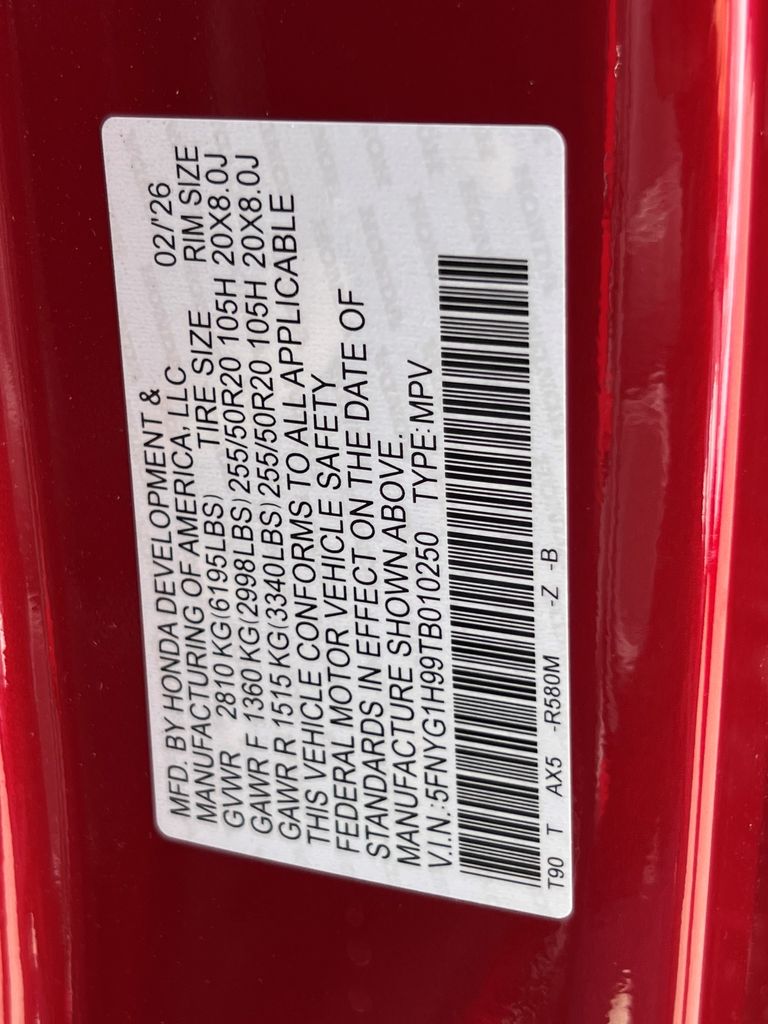 MFD. BY HONDA DEVELOPMENT &
MANUFACTURING OF AMERICA, LLC 02/'26
GVWR 2810 KG(6195LBS) TIRE SIZE RIM SIZE
GAWR F 1360 KG(2998LBS) 255/50R20 105H 20X8.0J
GAWR R 1515 KG(3340LBS) 255/50R20 105H 20X8.0J
THIS VEHICLE CONFORMS TO ALL APPLICABLE
FEDERAL MOTOR VEHICLE SAFETY
STANDARDS IN EFFECT ON THE DATE OF
MANUFACTURE SHOWN ABOVE.
V.I.N.:5FNYG1H99TB010250 TYPE:MPV
T90 T AX5 -R580M -Z -B